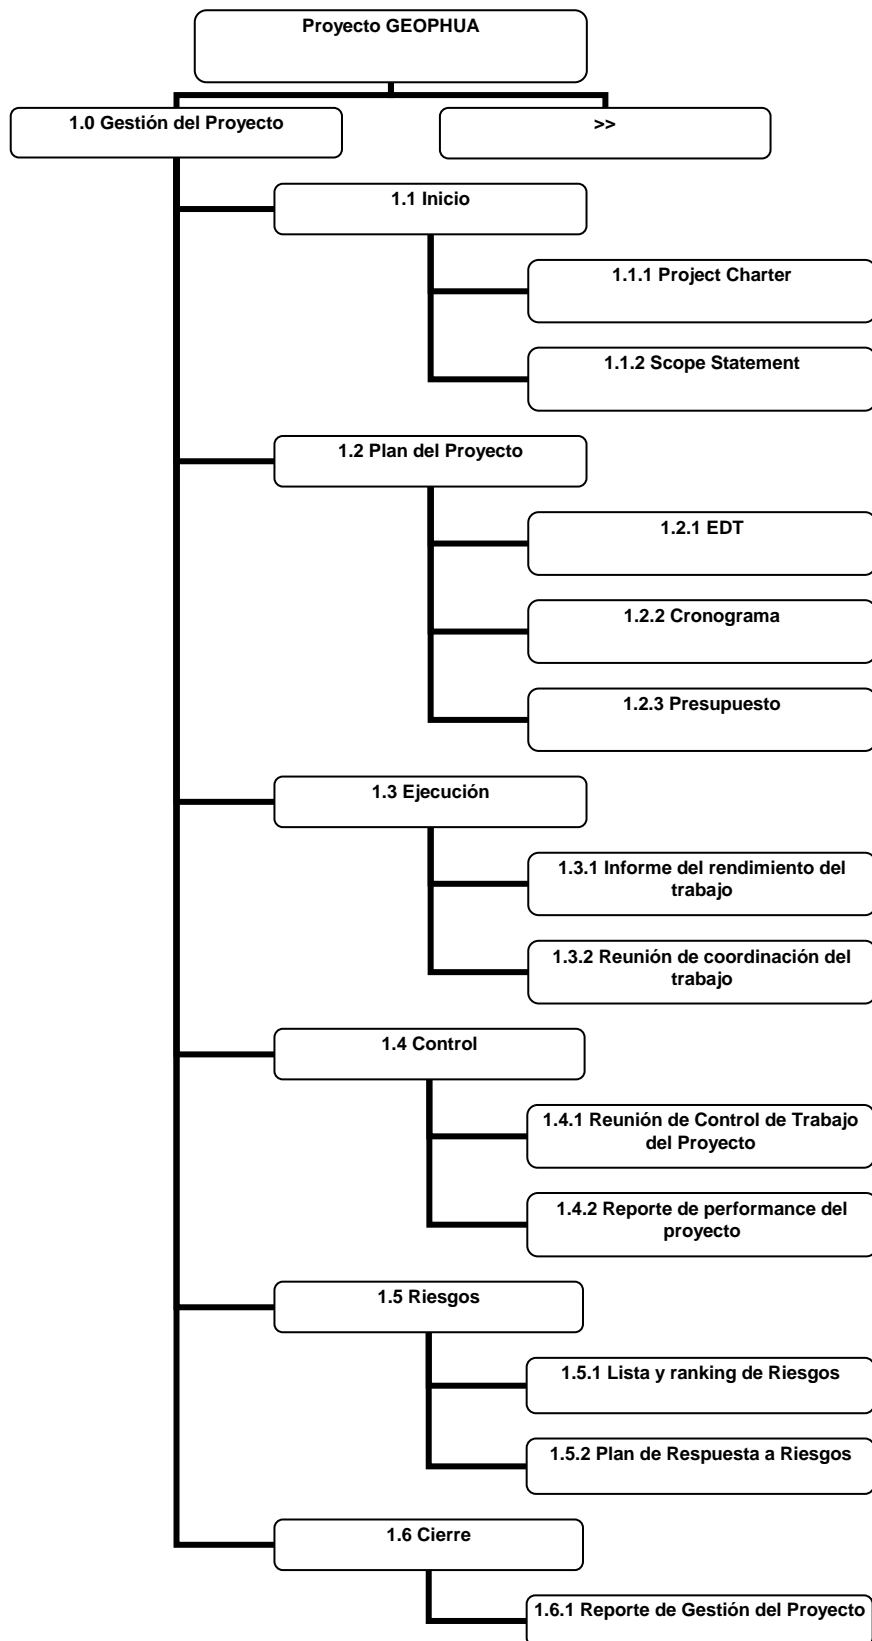 Proyecto GEOPHUA
1.0 Gestión del Proyecto
>>
1.1 Inicio
1.1.1 Project Charter
1.1.2 Scope Statement
1.2 Plan del Proyecto
1.2.1 EDT
1.2.2 Cronograma
1.2.3 Presupuesto
1.3 Ejecución
1.3.1 Informe del rendimiento del
trabajo
1.3.2 Reunión de coordinación del
trabajo
1.4 Control
1.4.1 Reunión de Control de Trabajo
del Proyecto
1.4.2 Reporte de performance del
proyecto
1.5 Riesgos
1.5.1 Lista y ranking de Riesgos
1.5.2 Plan de Respuesta a Riesgos
1.6 Cierre
1.6.1 Reporte de Gestión del Proyecto